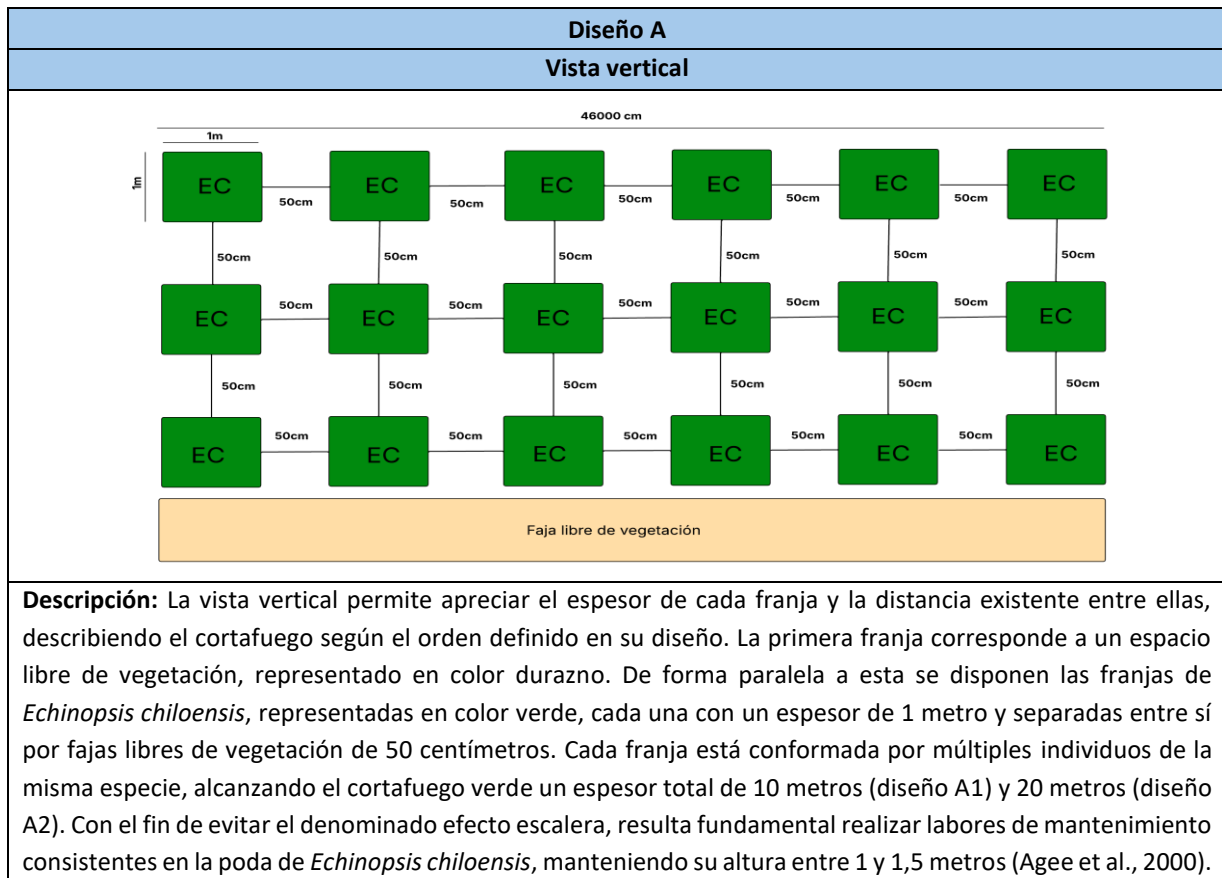 Diseño A
Vista vertical
46000 cm
1m
1m
EC EC EC EC EC EC
50cm 50cm 50cm 50cm 50cm
50cm 50cm 50cm 50cm 50cm 50cm
EC EC EC EC EC EC
50cm 50cm 50cm 50cm 50cm
50cm 50cm 50cm 50cm 50cm 50cm
EC EC EC EC EC EC
50cm 50cm 50cm 50cm 50cm
Faja libre de vegetación
Descripción: La vista vertical permite apreciar el espesor de cada franja y la distancia existente entre ellas,
describiendo el cortafuego según el orden definido en su diseño. La primera franja corresponde a un espacio
libre de vegetación, representado en color durazno. De forma paralela a esta se disponen las franjas de
Echinopsis chiloensis, representadas en color verde, cada una con un espesor de 1 metro y separadas entre sí
por fajas libres de vegetación de 50 centímetros. Cada franja está conformada por múltiples individuos de la
misma especie, alcanzando el cortafuego verde un espesor total de 10 metros (diseño A1) y 20 metros (diseño
A2). Con el fin de evitar el denominado efecto escalera, resulta fundamental realizar labores de mantenimiento
consistentes en la poda de Echinopsis chiloensis, manteniendo su altura entre 1 y 1,5 metros (Agee et al., 2000).